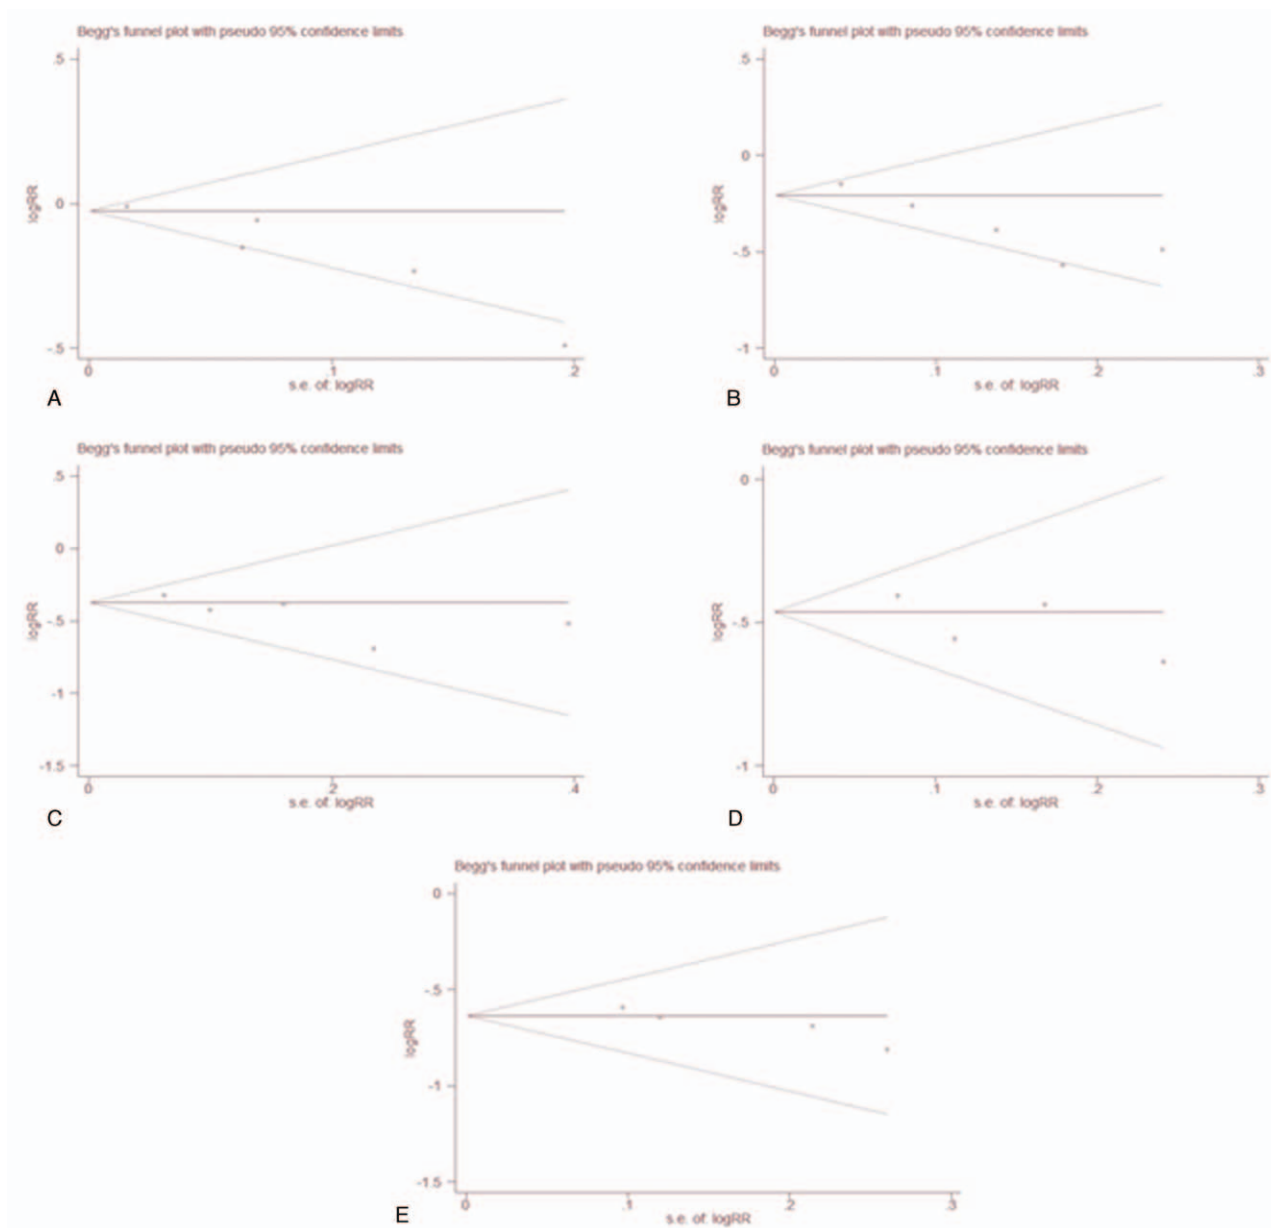 Begg's funnel plot with pseudo 95% confidence limits
.5
0
-.5
logRR
0
.1
.2
s.e. of: logRR
A
Begg's funnel plot with pseudo 95% confidence limits
.5
0
-.5
-1
logRR
0
.1
.2
.3
s.e. of: logRR
B
Begg's funnel plot with pseudo 95% confidence limits
.5
0
-.5
-1
-1.5
logRR
0
.2
.4
s.e. of: logRR
C
Begg's funnel plot with pseudo 95% confidence limits
0
-.5
-1
logRR
0
.1
.2
.3
s.e. of: logRR
D
Begg's funnel plot with pseudo 95% confidence limits
0
-.5
-1
-1.5
logRR
0
.1
.2
.3
s.e. of: logRR
E